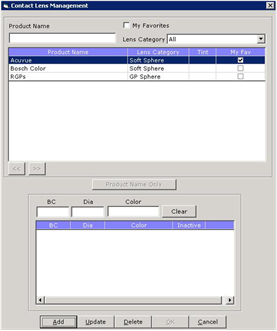 Contact Lens Management
Product Name
My Favorites
Lens Category All
Product Name Lens Category Tint My Fav
Acuvue Soft Sphere
Bosch Color Soft Sphere
RGPs GP Sphere
<< >>
Product Name Only
BC Dia Color
Clear
BC Dia Color Inactive
Add Update Delete OK Cancel